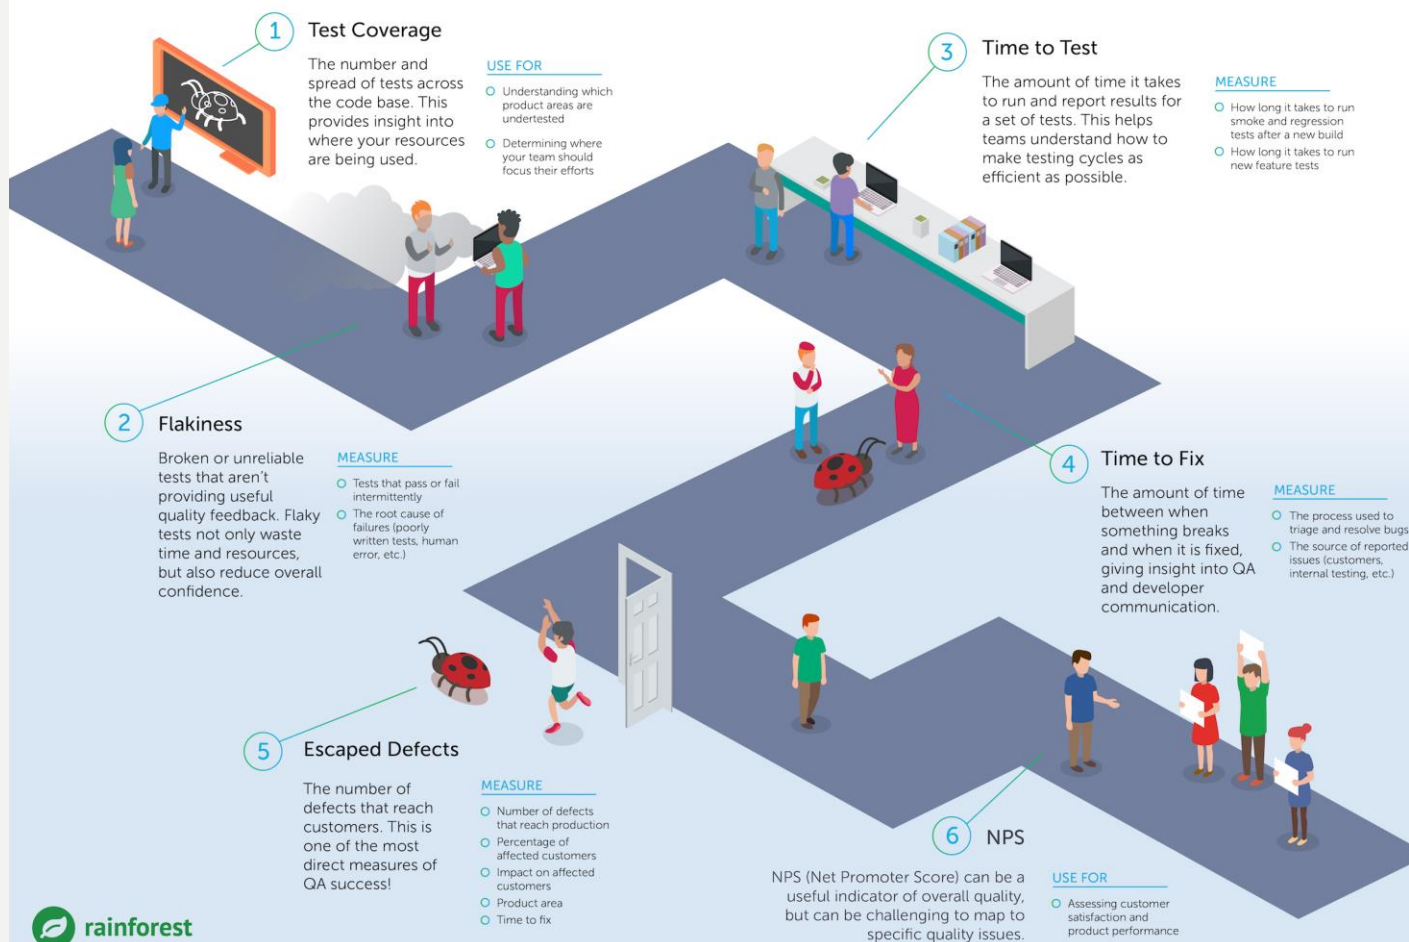 1
Test Coverage
The number and
spread of tests across
the code base. This
provides insight into
where your resources
are being used.
USE FOR
Understanding which
product areas are
undertested
Determining where
your team should
focus their efforts
2
Flakiness
Broken or unreliable
tests that aren't
providing useful
quality feedback. Flaky
tests not only waste
time and resources,
but also reduce overall
confidence.
MEASURE
Tests that pass or fail
intermittently
The root cause of
failures (poorly
written tests, human
error, etc.)
3
Time to Test
The amount of time it takes
to run and report results for
a set of tests. This helps
teams understand how to
make testing cycles as
efficient as possible.
MEASURE
How long it takes to run
smoke and regression
tests after a new build
How long it takes to run
new feature tests
4
Time to Fix
The amount of time
between when
something breaks
and when it is fixed,
giving insight into QA
and developer
communication.
MEASURE
The process used to
triage and resolve bugs
The source of reported
issues (customers,
internal testing, etc.)
5
Escaped Defects
The number of
defects that reach
customers. This is
one of the most
direct measures of
QA success!
MEASURE
Number of defects
that reach production
Percentage of
affected customers
Impact on affected
customers
Product area
Time to fix
6
NPS
NPS (Net Promoter Score) can be a
useful indicator of overall quality,
but can be challenging to map to
specific quality issues.
USE FOR
Assessing customer
satisfaction and
product performance
rainforest